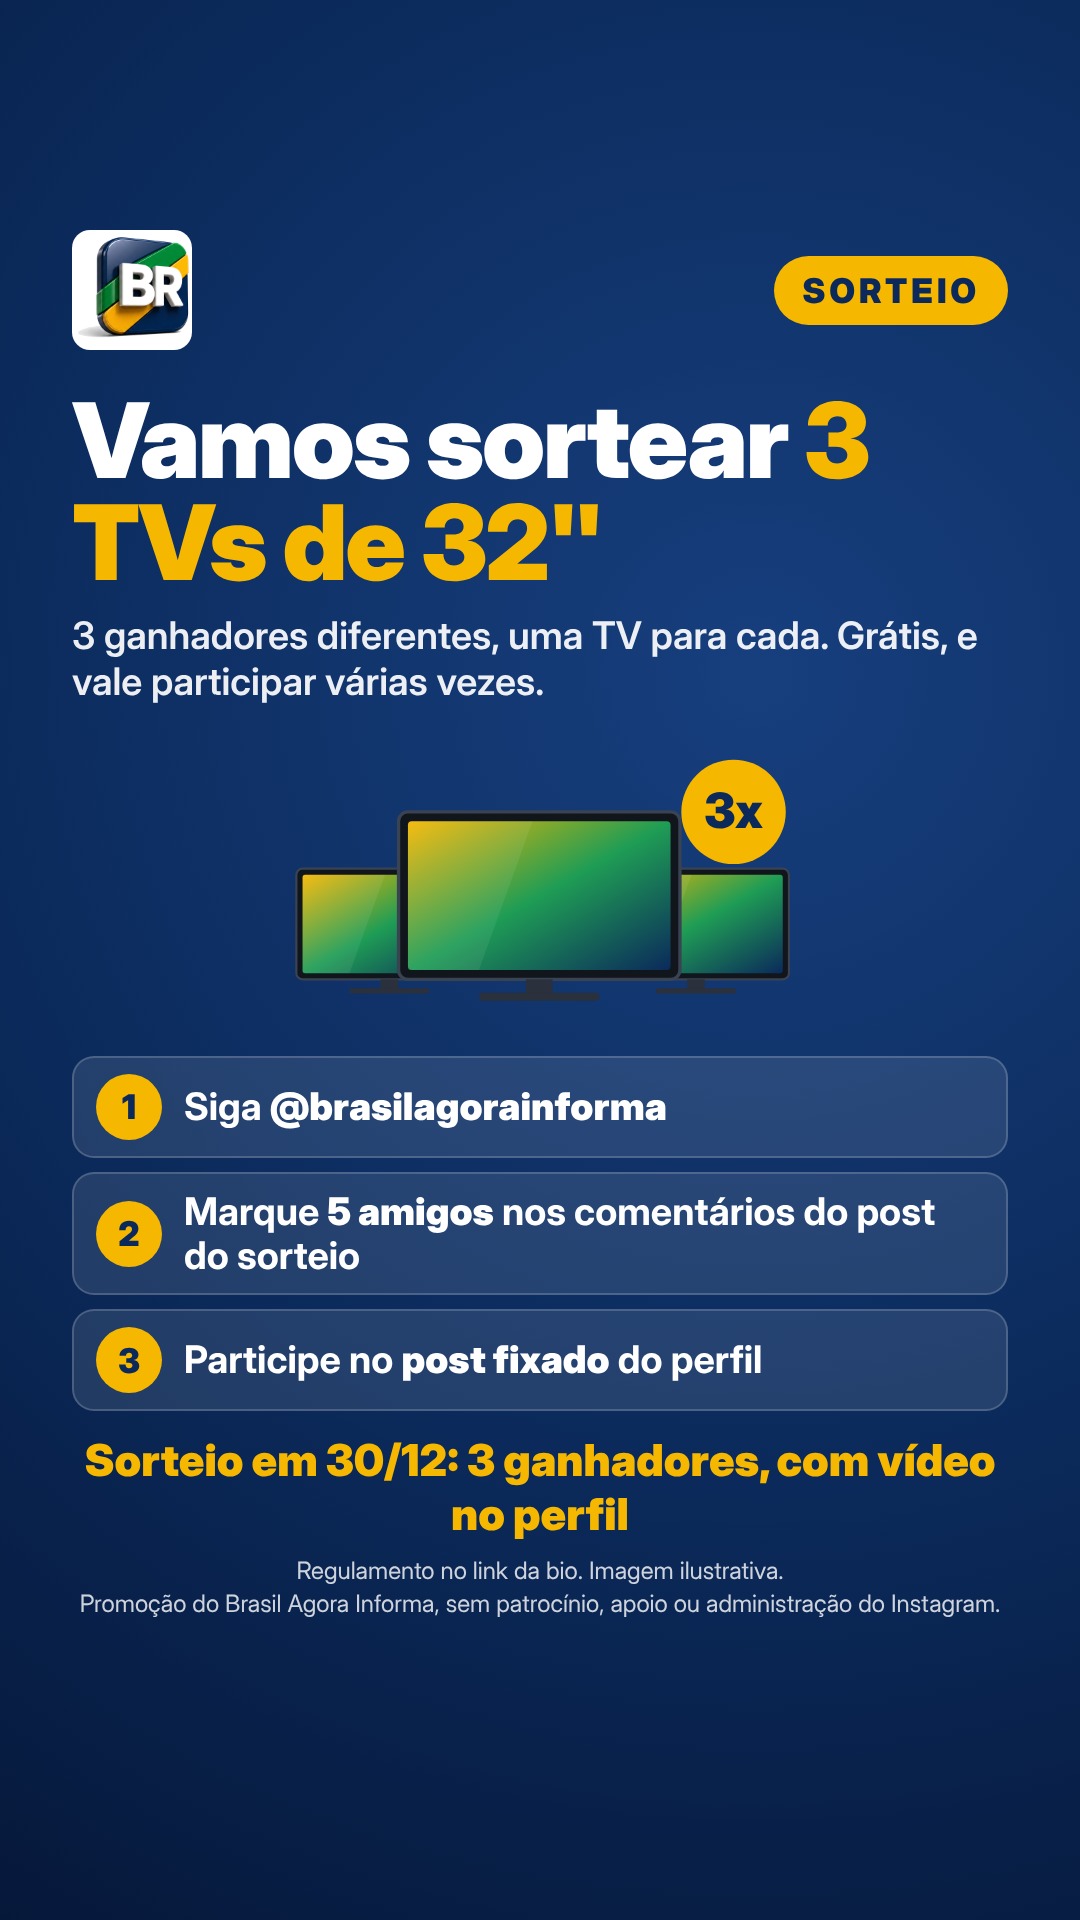 BR
SORTEIO
Vamos sortear 3
TVs de 32"
3 ganhadores diferentes, uma TV para cada. Grátis, e
vale participar várias vezes.
3x
1 Siga @brasilagorainforma
2 Marque 5 amigos nos comentários do post
do sorteio
3 Participe no post fixado do perfil
Sorteio em 30/12: 3 ganhadores, com vídeo
no perfil
Regulamento no link da bio. Imagem ilustrativa.
Promoção do Brasil Agora Informa, sem patrocínio, apoio ou administração do Instagram.